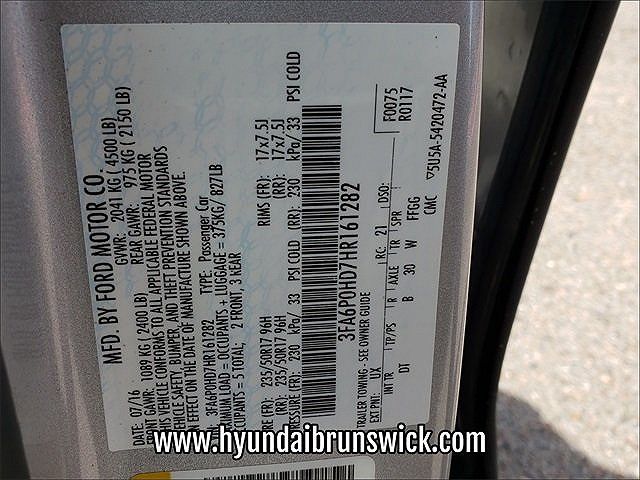 MFD. BY FORD MOTOR CO.
DATE: 07/16 GVWR: 2041 KG (4500 LB)
FRONT GAWR: 1089 KG (2400 LB) REAR GAWR: 975 KG (2150 LB)
THIS VEHICLE CONFORMS TO ALL APPLICABLE FEDERAL MOTOR
VEHICLE SAFETY, BUMPER, AND THEFT PREVENTION STANDARDS
IN EFFECT ON THE DATE OF MANUFACTURE SHOWN ABOVE.
VIN: 3FA6P0HD7HR161282 TYPE: Passenger Car
MAXIMUM LOAD = OCCUPANTS + LUGGAGE = 375KG/ 827LB
OCCUPANTS = 5 TOTAL: 2 FRONT, 3 REAR
TIRE (FR): 235/50R17 96H RIMS (FR): 17x7.5J
TIRE (RR): 235/50R17 96H RIMS (RR): 17x7.5J
PRESSURE (FR): 230 kPa/ 33 PSI COLD (RR): 230 kPa/ 33 PSI COLD
3FA6P0HD7HR161282
F0075
R0117
TRAILER TOWING - SEE OWNER GUIDE
EXT PNT: UX RC: 21 DSO:
INT TR TP/PS R AXLE TR SPR
DT B 30 W FFGG
CMC ▽5U5A-5420472-AA
www.hyundaibrunswick.com